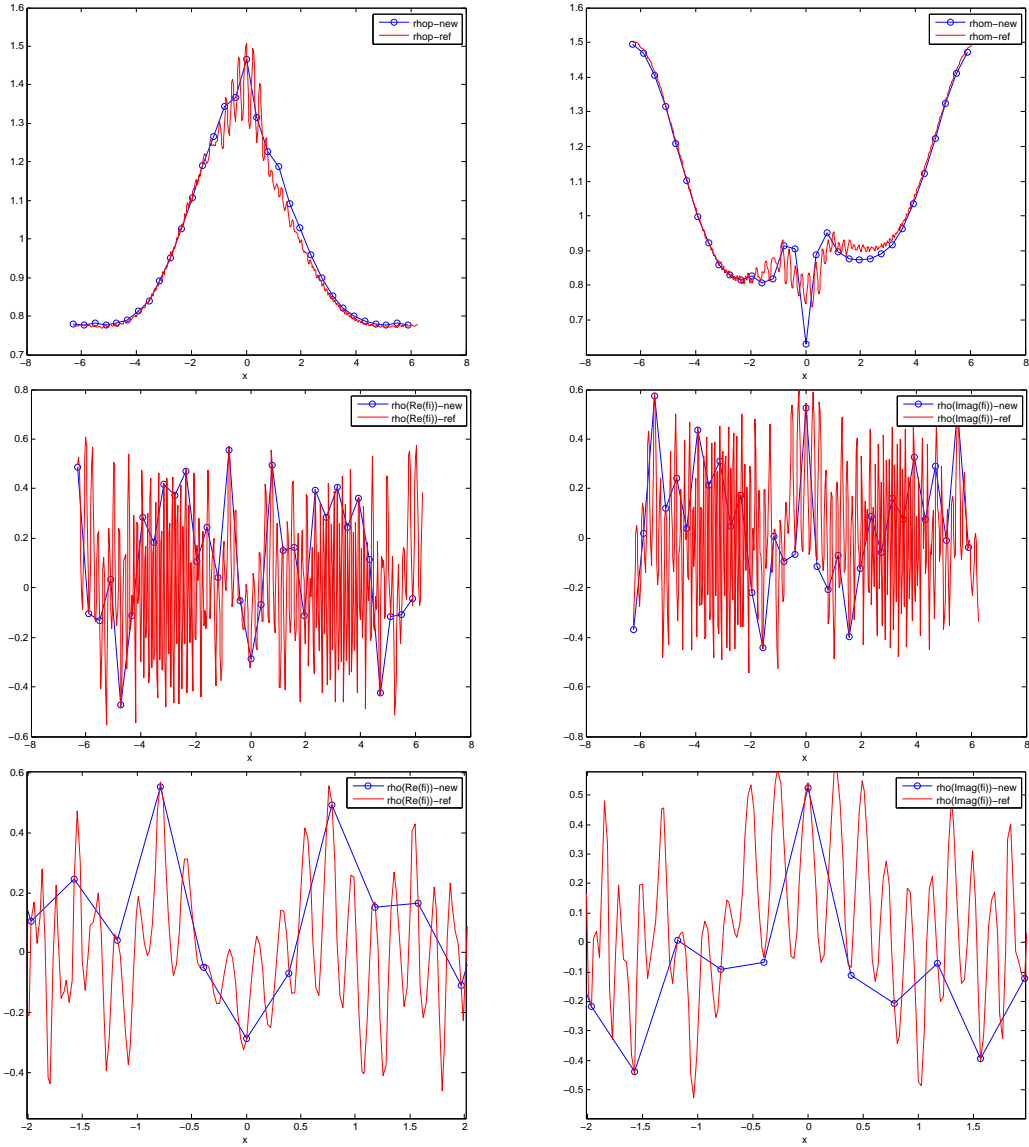 1.6
1.5
1.4
1.3
1.2
1.1
1
0.9
0.8
0.7
−8 −6 −4 −2 0 2 4 6 8
x
rhop−new
rhop−ref
1.6
1.5
1.4
1.3
1.2
1.1
1
0.9
0.8
0.7
−8 −6 −4 −2 0 2 4 6 8
x
rhom−new
rhom−ref
0.8
0.6
0.4
0.2
0
−0.2
−0.4
−0.6
−8 −6 −4 −2 0 2 4 6 8
x
rho(Re(fi))−new
rho(Re(fi))−ref
0.6
0.4
0.2
0
−0.2
−0.4
−0.6
−0.8
−8 −6 −4 −2 0 2 4 6 8
x
rho(Imag(fi))−new
rho(Imag(fi))−ref
0.6
0.4
0.2
0
−0.2
−0.4
−2 −1.5 −1 −0.5 0 0.5 1 1.5 2
x
rho(Re(fi))−new
rho(Re(fi))−ref
0.5
0.4
0.3
0.2
0.1
0
−0.1
−0.2
−0.3
−0.4
−0.5
−2 −1.5 −1 −0.5 0 0.5 1 1.5 2
x
rho(Imag(fi))−new
rho(Imag(fi))−ref